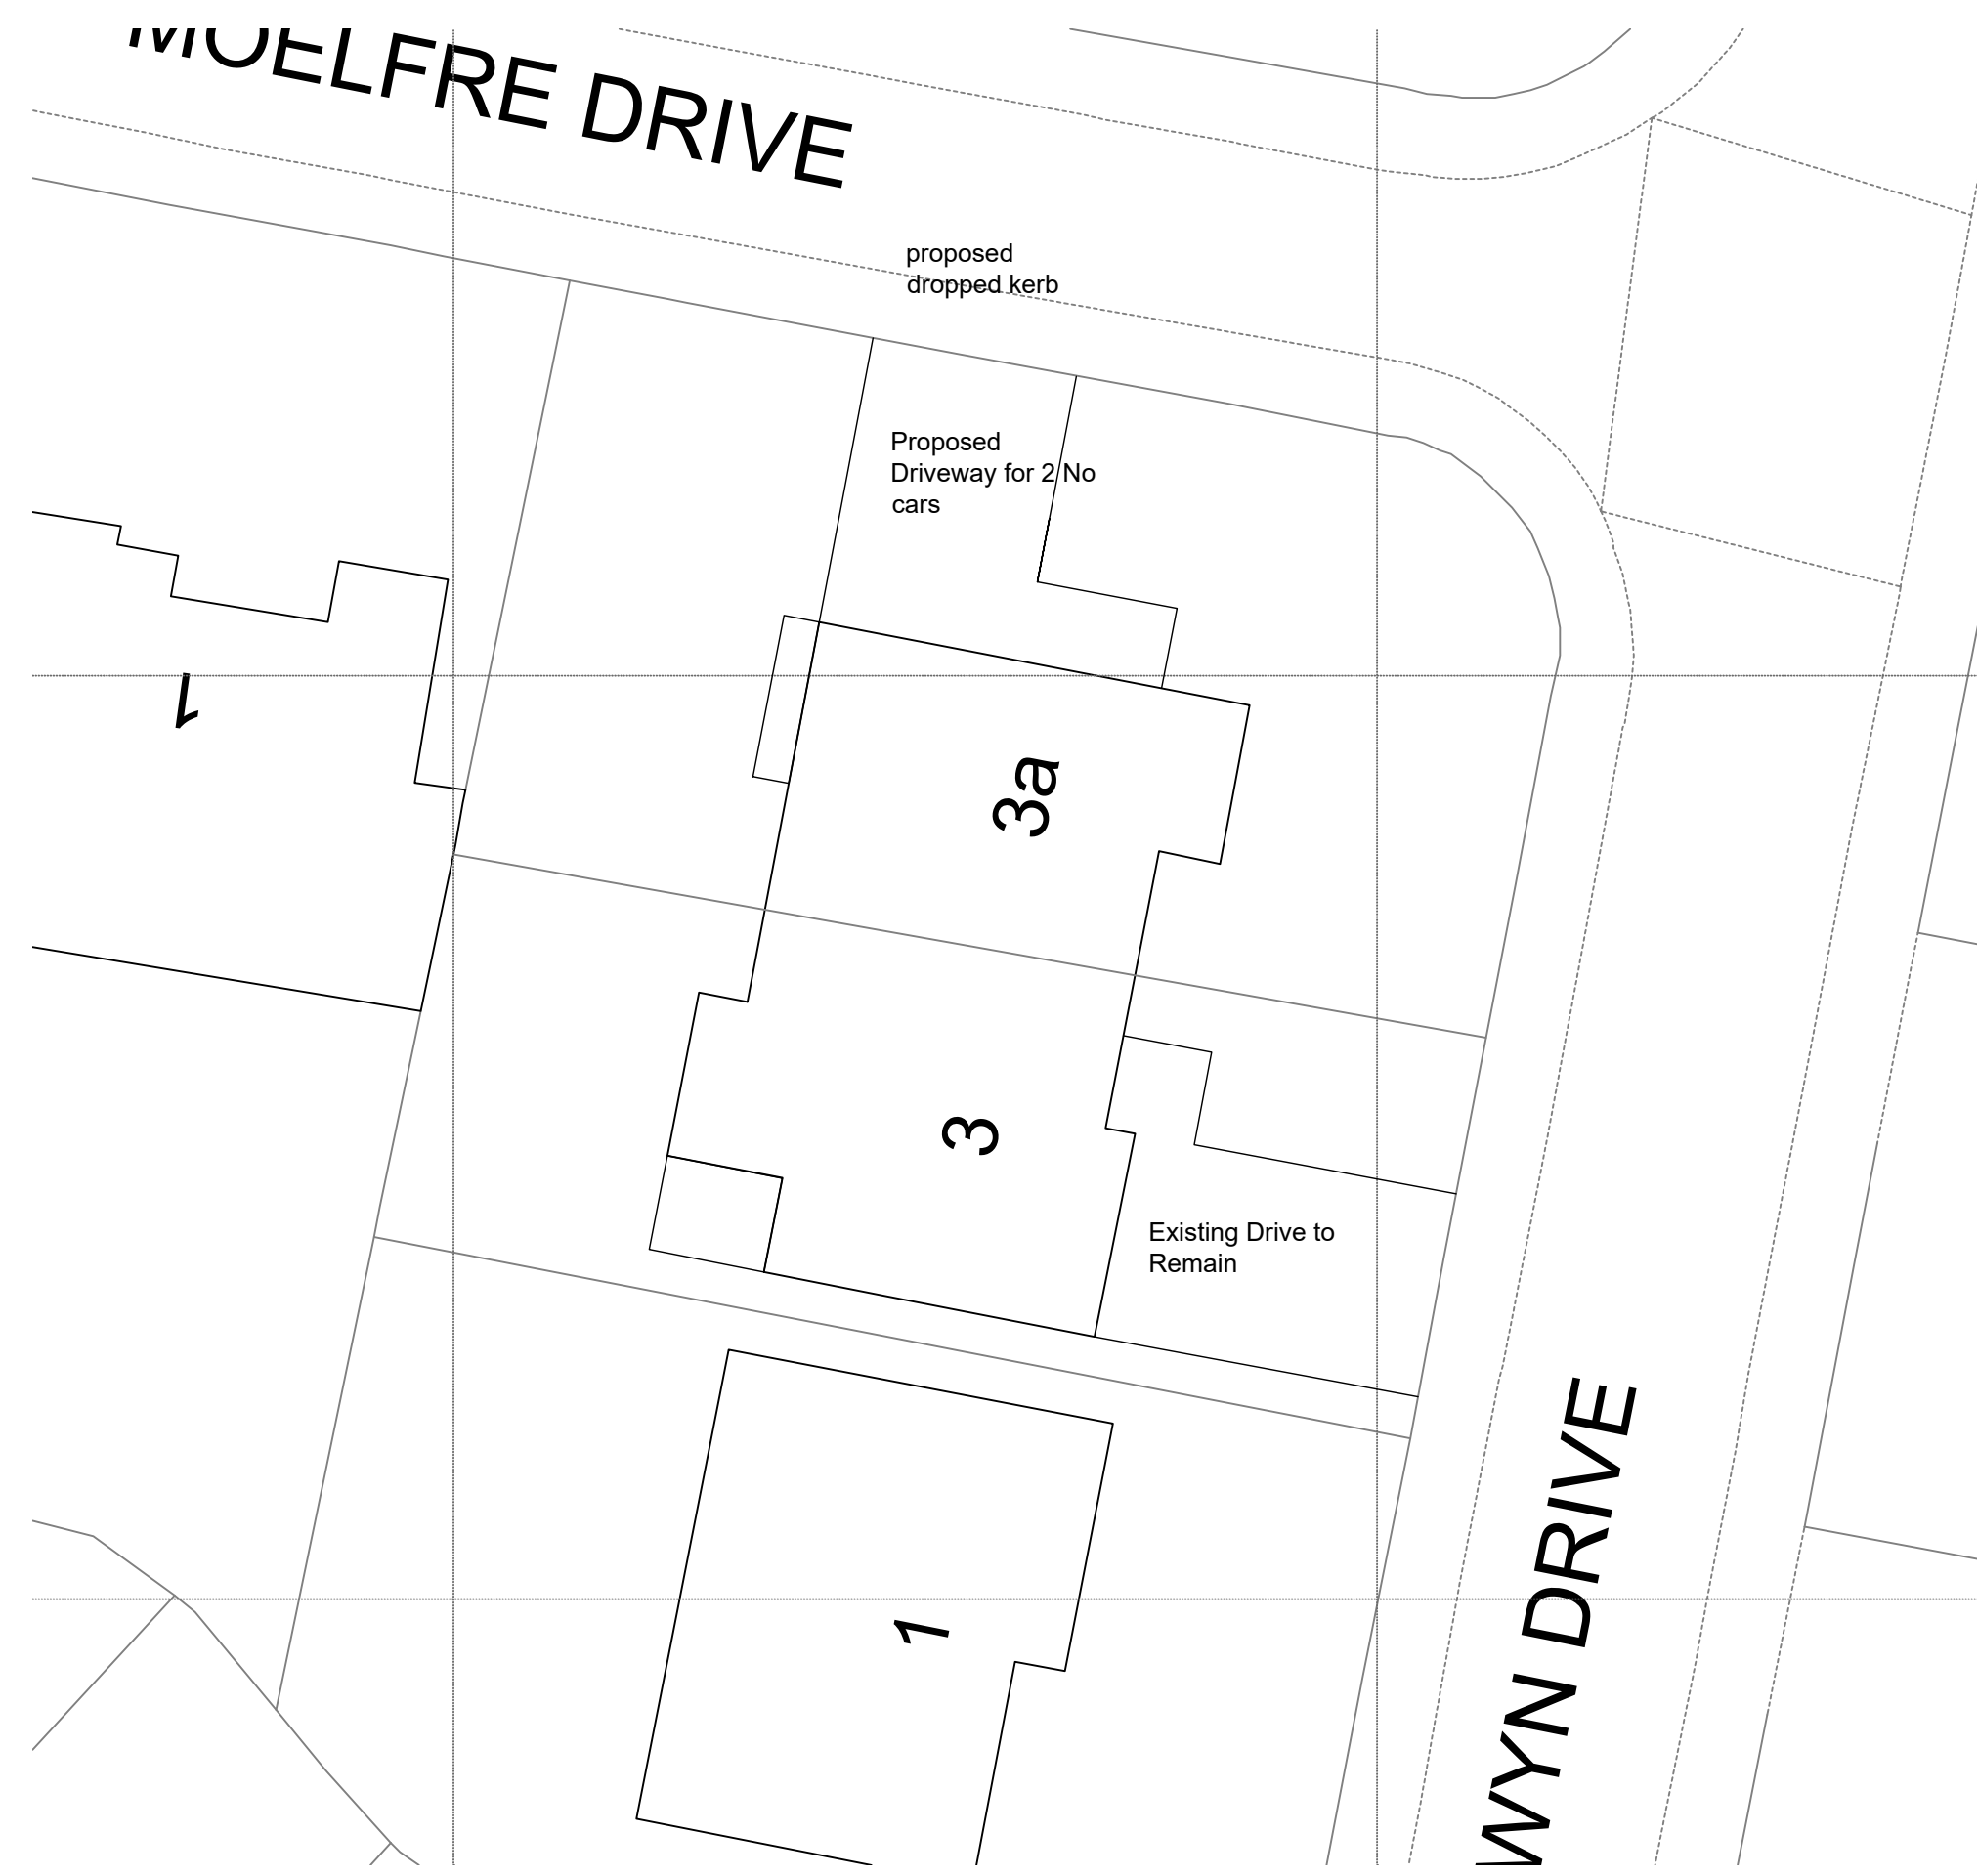 MOELFRE DRIVE
proposed
dropped kerb
Proposed
Driveway for 2 No
cars
1
3a
3
Existing Drive to
Remain
1
WYN DRIVE